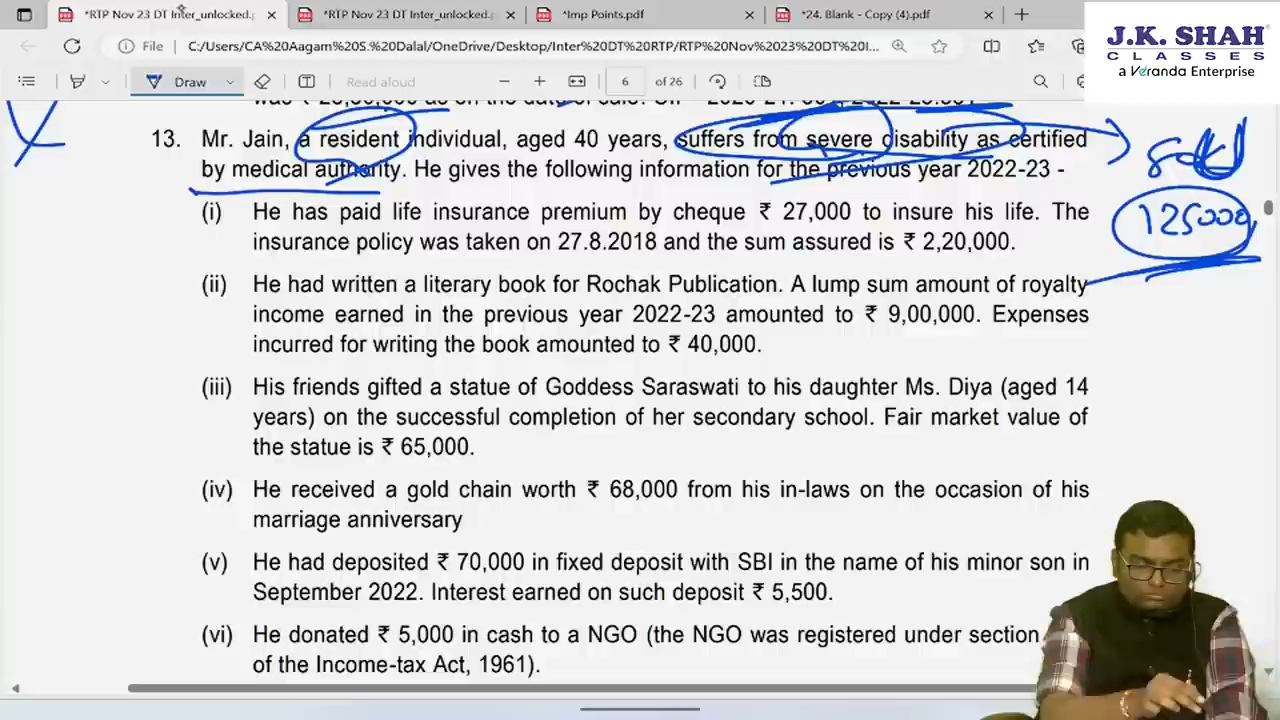 *RTP Nov 23 DT Inter_unlocked.p
*RTP Nov 23 DT Inter_unlocked.
*Imp Points.pdf
*24. Blank - Copy (4).pdf
File
C:/Users/CA%20Aagam%20S.%20Dalal/OneDrive/Desktop/Inter%20DT%20RTP/RTP%20Nov%202023%20DT%20I...
J.K. SHAH
CLASSES
a Veranda Enterprise
Draw
Read aloud
6
of 26
13. Mr. Jain, a resident individual, aged 40 years, suffers from severe disability as certified
by medical authority. He gives the following information for the previous year 2022-23 -
80U
125000
(i) He has paid life insurance premium by cheque ₹ 27,000 to insure his life. The
insurance policy was taken on 27.8.2018 and the sum assured is ₹ 2,20,000.
(ii) He had written a literary book for Rochak Publication. A lump sum amount of royalty
income earned in the previous year 2022-23 amounted to ₹ 9,00,000. Expenses
incurred for writing the book amounted to ₹ 40,000.
(iii) His friends gifted a statue of Goddess Saraswati to his daughter Ms. Diya (aged 14
years) on the successful completion of her secondary school. Fair market value of
the statue is ₹ 65,000.
(iv) He received a gold chain worth ₹ 68,000 from his in-laws on the occasion of his
marriage anniversary
(v) He had deposited ₹ 70,000 in fixed deposit with SBI in the name of his minor son in
September 2022. Interest earned on such deposit ₹ 5,500.
(vi) He donated ₹ 5,000 in cash to a NGO (the NGO was registered under section
of the Income-tax Act, 1961).